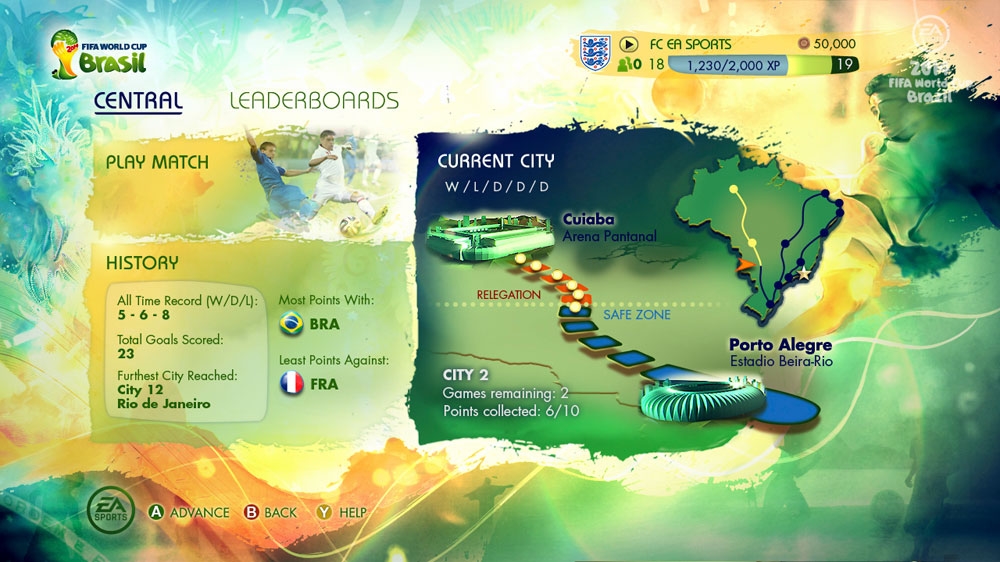 FIFA WORLD CUP
Brasil
FC EA SPORTS
50,000
0 18
1,230/2,000 XP
19
EA
2014
FIFA World
Brazil
CENTRAL
LEADERBOARDS
PLAY MATCH
HISTORY
All Time Record (W/D/L):
5 - 6 - 8
Total Goals Scored:
23
Furthest City Reached:
City 12
Rio de Janeiro
Most Points With:
BRA
Least Points Against:
FRA
CURRENT CITY
W / L / D / D / D
Cuiaba
Arena Pantanal
RELEGATION
SAFE ZONE
Porto Alegre
Estadio Beira-Rio
CITY 2
Games remaining: 2
Points collected: 6/10
EA
SPORTS
A ADVANCE B BACK Y HELP